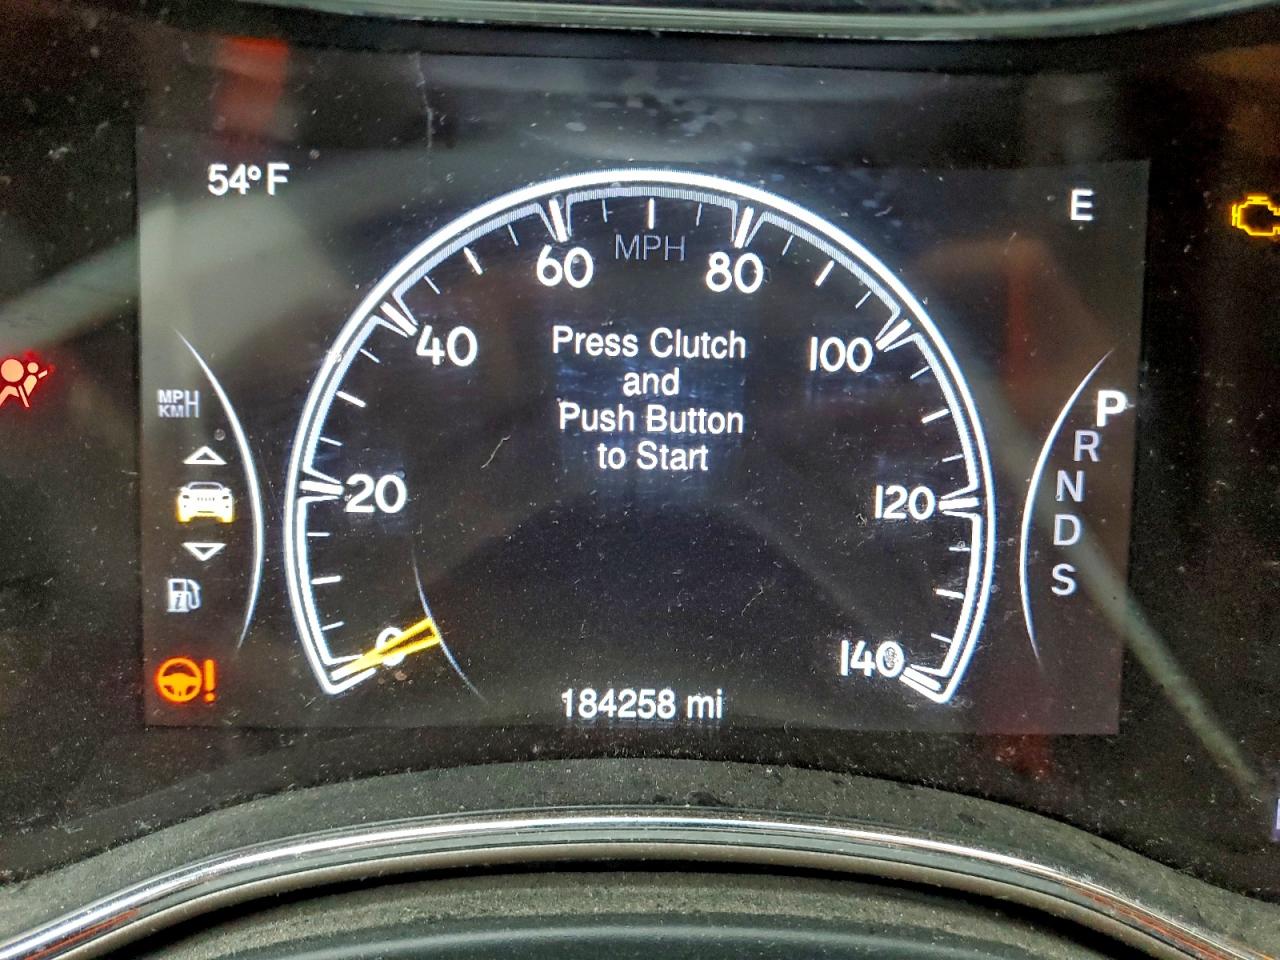 54°F
E
MPH
60
80
40
100
Press Clutch
and
Push Button
to Start
MPH
KM
P
R
20
120
N
D
S
0
140
184258 mi